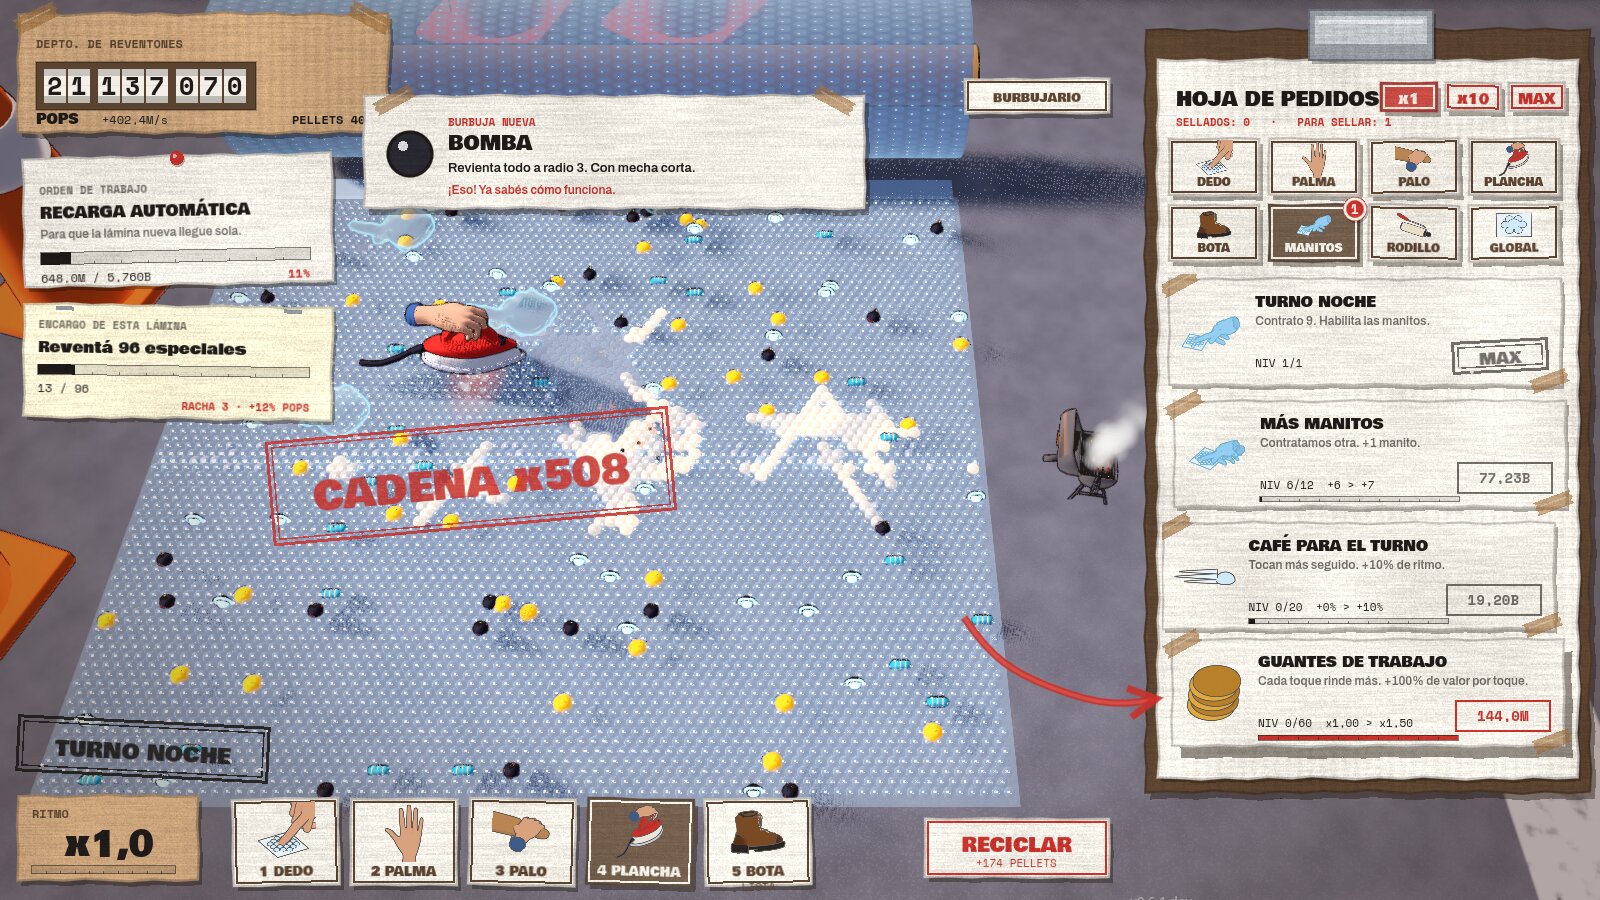 DEPTO. DE REVENTONES
21 137 070
POPS +402.4M/s PELLETS 40
BURBUJA NUEVA
BOMBA
Revienta todo a radio 3. Con mecha corta.
¡Eso! Ya sabés cómo funciona.
BURBUJARIO
ORDEN DE TRABAJO
RECARGA AUTOMÁTICA
Para que la lámina nueva llegue sola.
648.0M / 5.760B 11%
ENCARGO DE ESTA LÁMINA
Reventá 96 especiales
13 / 96
RACHA 3 · +12% POPS
CADENA x508
TURNO NOCHE
RITMO
x1,0
1 DEDO
2 PALMA
3 PALO
4 PLANCHA
5 BOTA
RECICLAR
+174 PELLETS
HOJA DE PEDIDOS x1 x10 MAX
SELLADOS: 0 · PARA SELLAR: 1
DEDO PALMA PALO PLANCHA
1
BOTA MANITOS RODILLO GLOBAL
TURNO NOCHE
Contrato 9. Habilita las manitos.
NIV 1/1
MAX
MÁS MANITOS
Contratamos otra. +1 manito.
NIV 6/12 +6 > +7
77,23B
CAFÉ PARA EL TURNO
Tocan más seguido. +10% de ritmo.
NIV 0/20 +0% > +10%
19,20B
GUANTES DE TRABAJO
Cada toque rinde más. +100% de valor por toque.
NIV 0/60 x1,00 > x1,50
144,0M